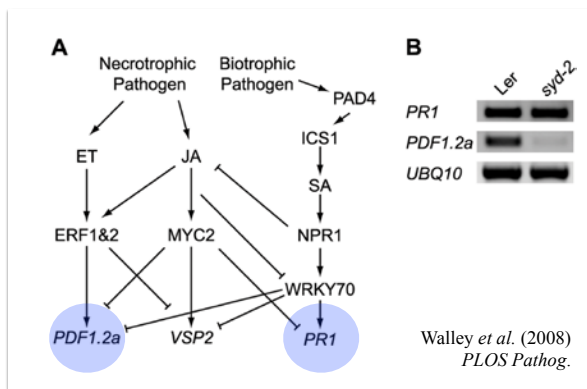 A
Necrotrophic
Pathogen
Biotrophic
Pathogen
PAD4
ICS1
ET
JA
SA
ERF1&2
MYC2
NPR1
WRKY70
PDF1.2a
VSP2
PR1
B
Ler
syd-2
PR1
PDF1.2a
UBQ10
Walley et al. (2008)
PLOS Pathog.